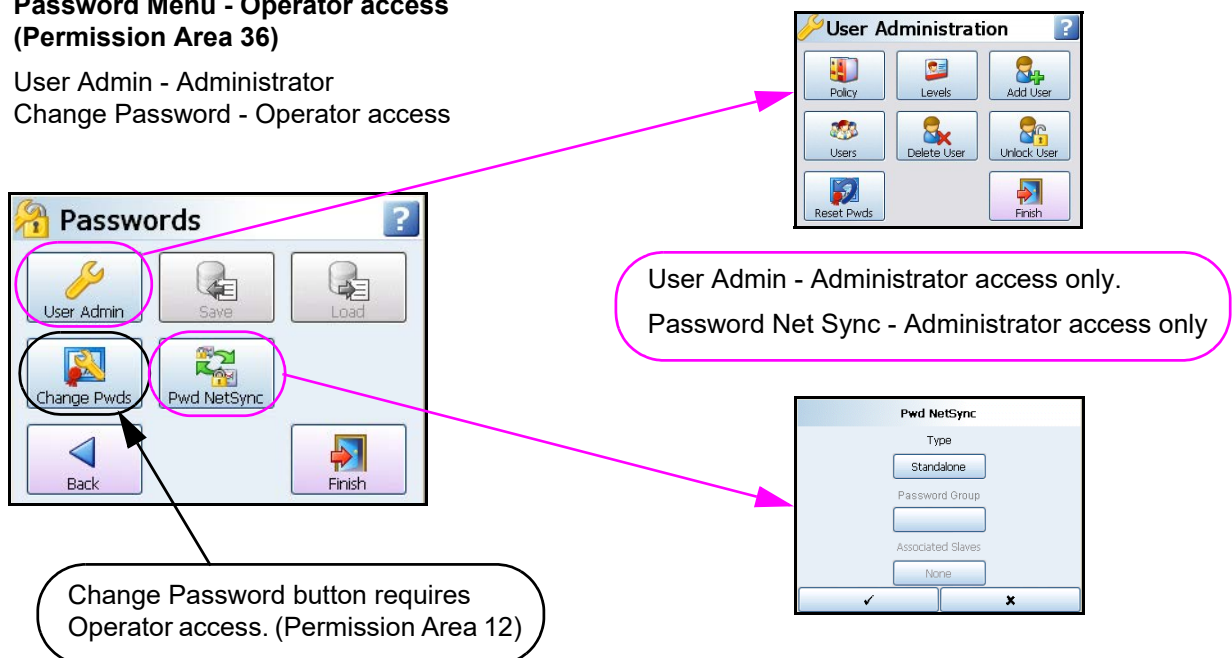 Password Menu - Operator access
(Permission Area 36)
User Admin - Administrator
Change Password - Operator access
Passwords
?
User Admin
Save
Load
Change Pwds
Pwd NetSync
Back
Finish
Change Password button requires
Operator access. (Permission Area 12)
User Administration
?
Policy
Levels
Add User
Users
Delete User
Unlock User
Reset Pwds
Finish
User Admin - Administrator access only.
Password Net Sync - Administrator access only
Pwd NetSync
Type
Standalone
Password Group
Associated Slaves
None
✓
x